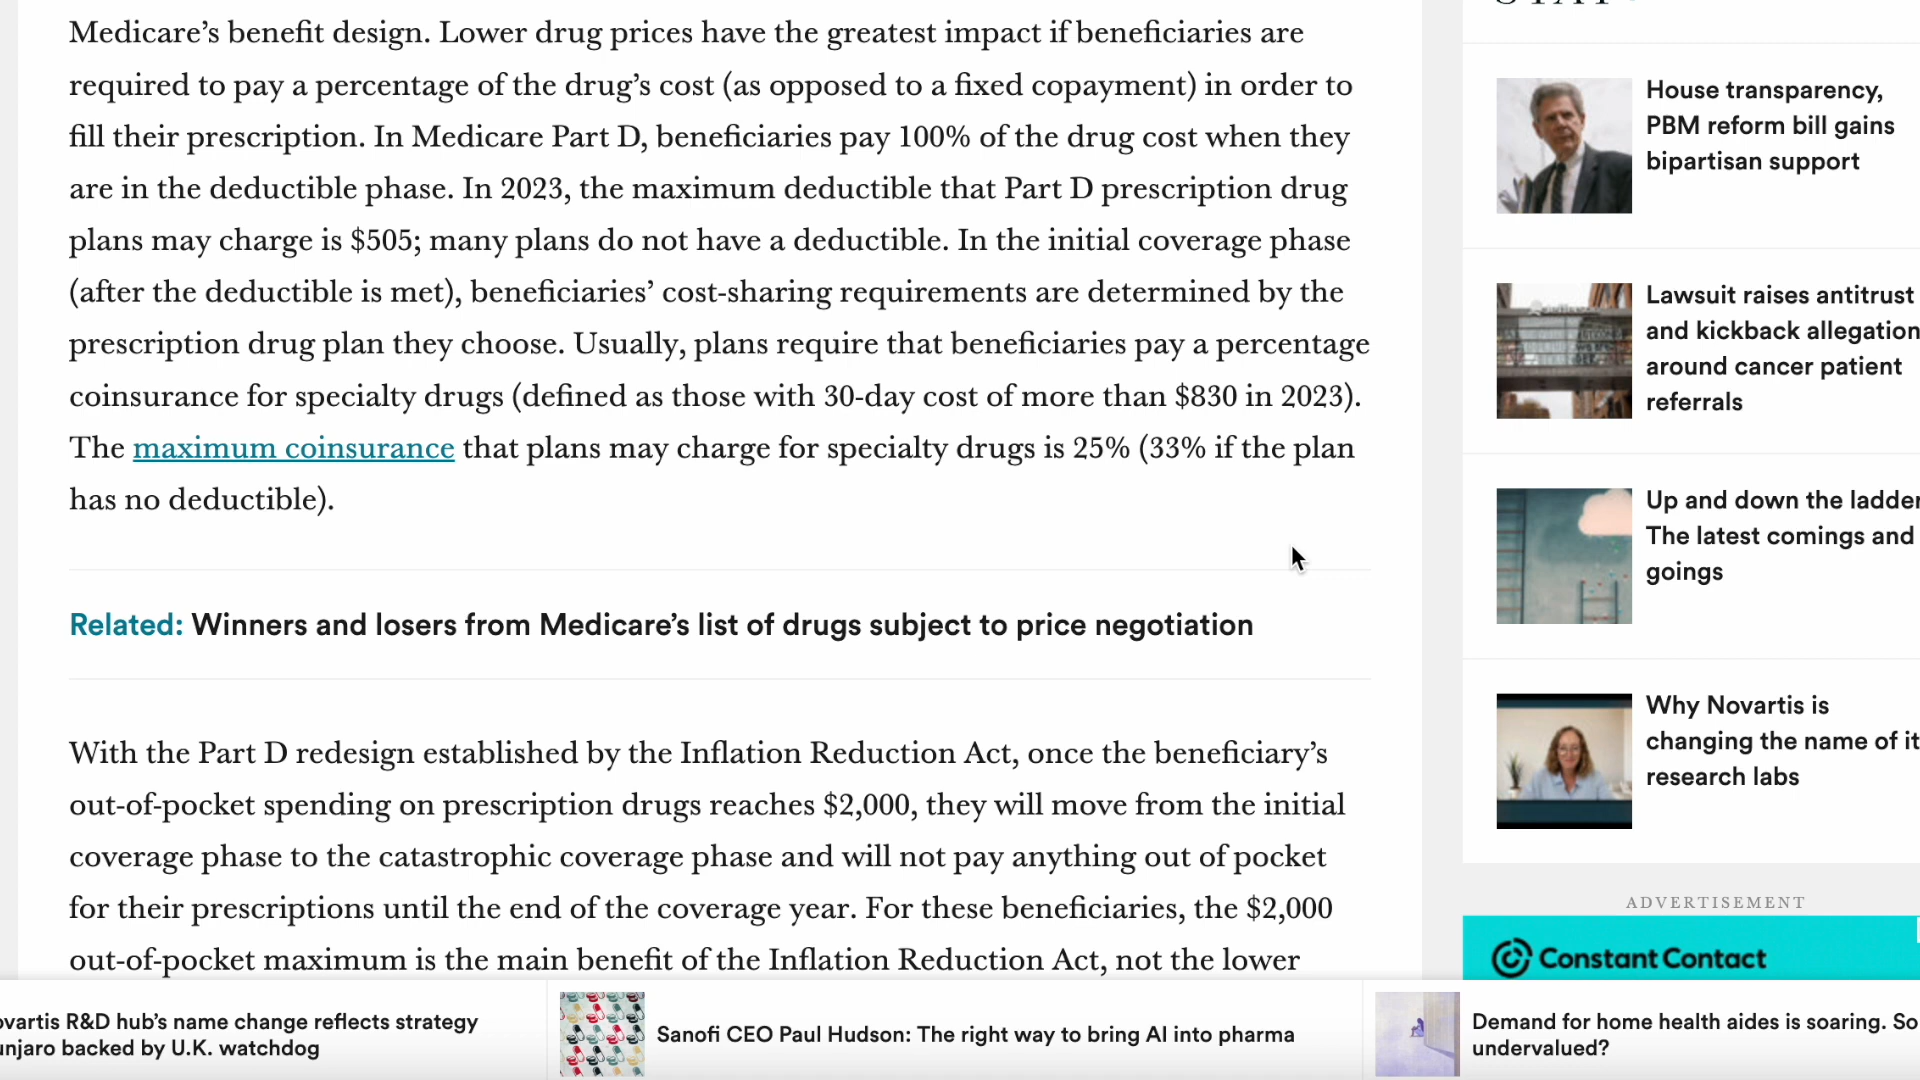 Medicare’s benefit design. Lower drug prices have the greatest impact if beneficiaries are
required to pay a percentage of the drug’s cost (as opposed to a fixed copayment) in order to
fill their prescription. In Medicare Part D, beneficiaries pay 100% of the drug cost when they
are in the deductible phase. In 2023, the maximum deductible that Part D prescription drug
plans may charge is $505; many plans do not have a deductible. In the initial coverage phase
(after the deductible is met), beneficiaries’ cost-sharing requirements are determined by the
prescription drug plan they choose. Usually, plans require that beneficiaries pay a percentage
coinsurance for specialty drugs (defined as those with 30-day cost of more than $830 in 2023).
The maximum coinsurance that plans may charge for specialty drugs is 25% (33% if the plan
has no deductible).
Related: Winners and losers from Medicare’s list of drugs subject to price negotiation
With the Part D redesign established by the Inflation Reduction Act, once the beneficiary’s
out-of-pocket spending on prescription drugs reaches $2,000, they will move from the initial
coverage phase to the catastrophic coverage phase and will not pay anything out of pocket
for their prescriptions until the end of the coverage year. For these beneficiaries, the $2,000
out-of-pocket maximum is the main benefit of the Inflation Reduction Act, not the lower
House transparency,
PBM reform bill gains
bipartisan support
Lawsuit raises antitrust
and kickback allegation
around cancer patient
referrals
Up and down the ladder
The latest comings and
goings
Why Novartis is
changing the name of it
research labs
ADVERTISEMENT
Constant Contact
ovartis R&D hub’s name change reflects strategy
unjaro backed by U.K. watchdog
Sanofi CEO Paul Hudson: The right way to bring AI into pharma
Demand for home health aides is soaring. So
undervalued?